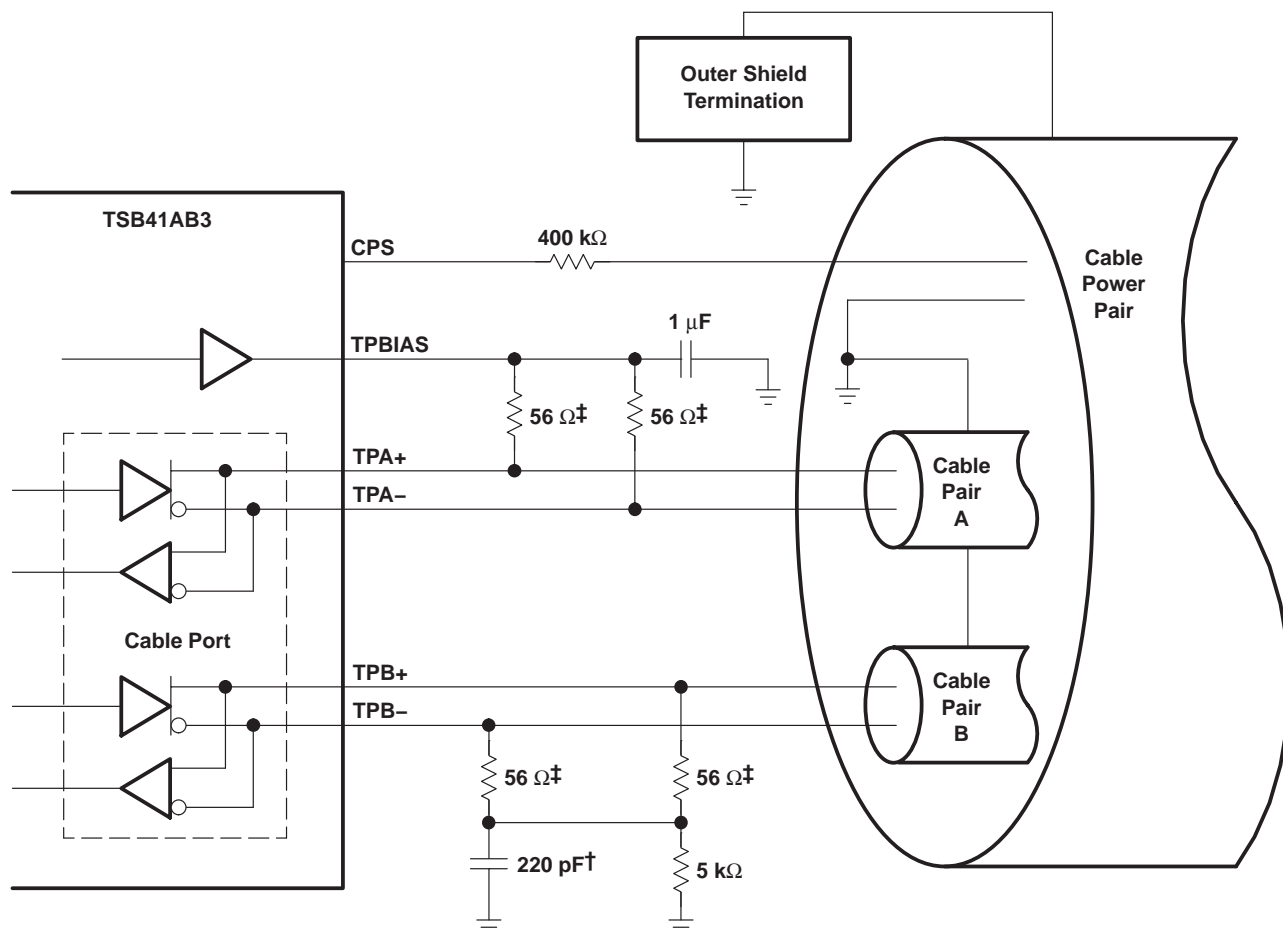 Outer Shield
Termination
TSB41AB3
CPS
400 kΩ
Cable
Power
Pair
TPBIAS
1 μF
56 Ω‡
56 Ω‡
TPA+
TPA−
Cable
Pair
A
Cable Port
TPB+
TPB−
Cable
Pair
B
56 Ω‡
56 Ω‡
220 pF†
5 kΩ